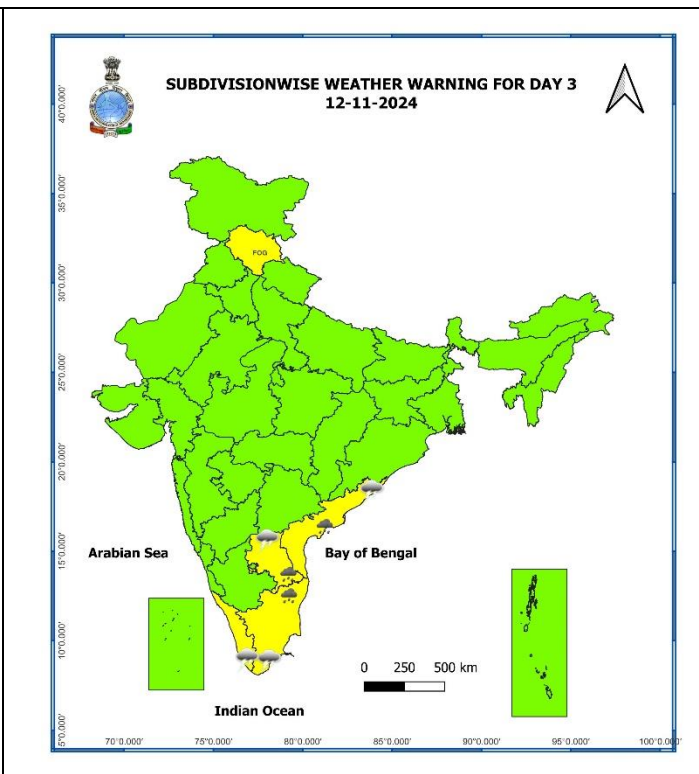 SUBDIVISIONWISE WEATHER WARNING FOR DAY 3
12-11-2024
40°0.000'
35°0.000'
FOG
30°0.000'
25°0.000'
20°0.000'
Arabian Sea
Bay of Bengal
15°0.000'
10°0.000'
0 250 500 km
Indian Ocean
5°0.000'
70°0.000' 75°0.000' 80°0.000' 85°0.000' 90°0.000' 95°0.000' 100°0.000'